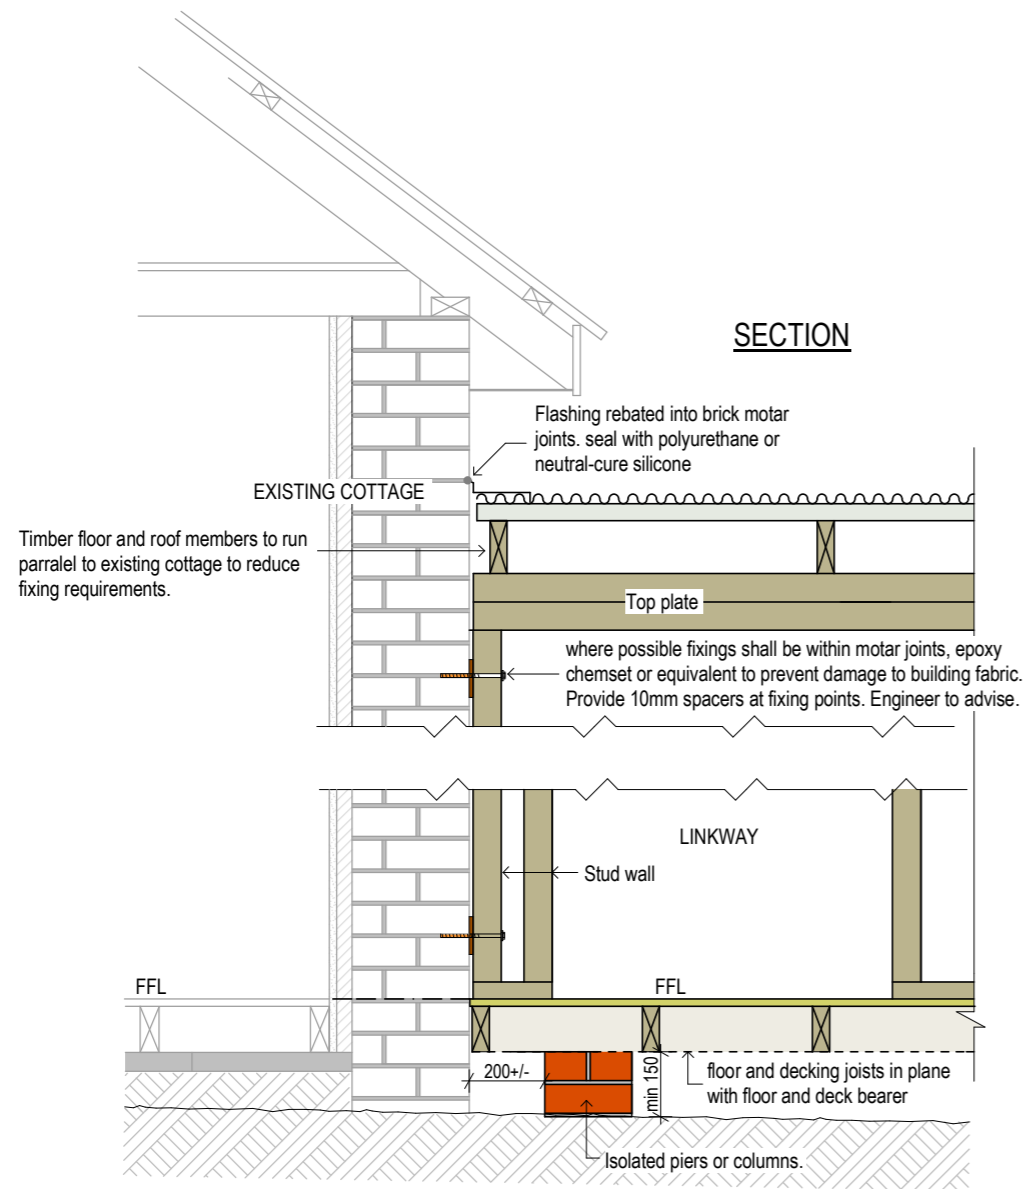 SECTION
Flashing rebated into brick motar
joints. seal with polyurethane or
neutral-cure silicone
EXISTING COTTAGE
Timber floor and roof members to run
parralel to existing cottage to reduce
fixing requirements.
Top plate
where possible fixings shall be within motar joints, epoxy
chemset or equivalent to prevent damage to building fabric.
Provide 10mm spacers at fixing points. Engineer to advise.
LINKWAY
Stud wall
FFL
FFL
200+/-
min 150
floor and decking joists in plane
with floor and deck bearer
Isolated piers or columns.